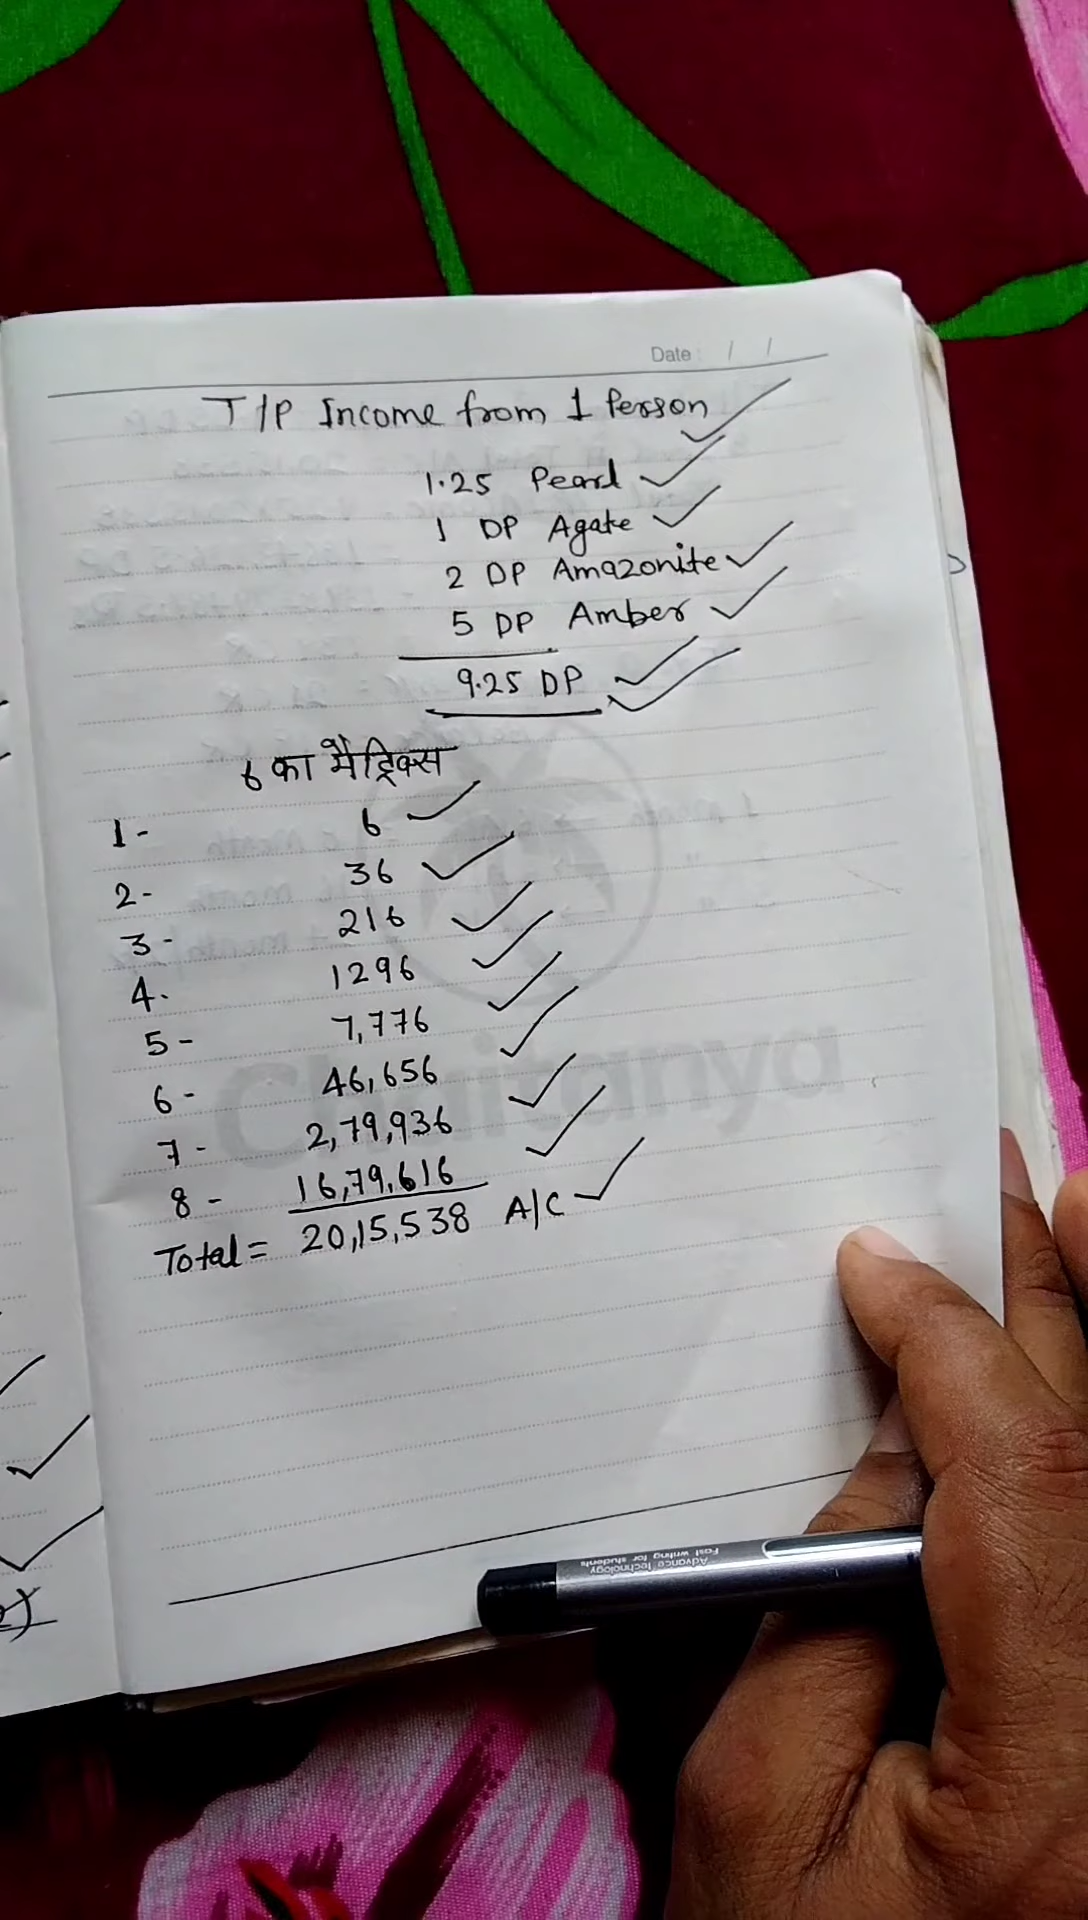 Date : / /
T/P Income from 1 Person
1.25 Pearl
1 DP Agate
2 DP Amazonite
5 DP Amber
9.25 DP
6 का मैट्रिक्स
1- 6
2- 36
3- 216
4. 1296
5- 7,776
6- 46,656
7- 2,79,936
8- 16,79,616
Total = 20,15,538 A/C
Chaitanya
Advance Technology
Fast writing for students